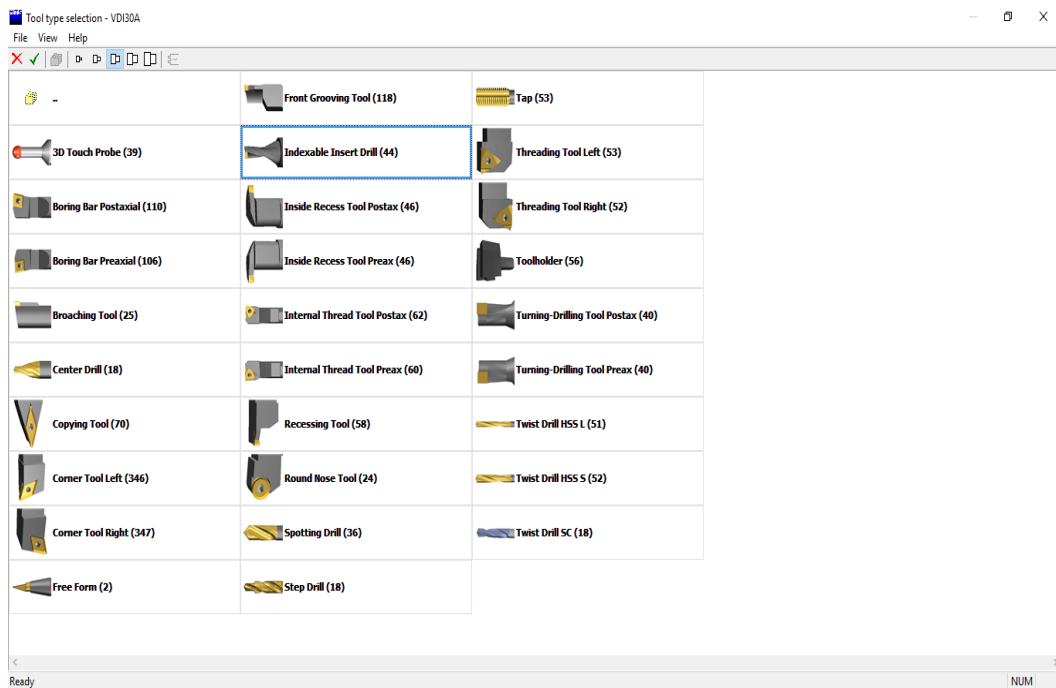 MTS Tool type selection - VDI30A
File View Help
..
3D Touch Probe (39)
Boring Bar Postaxial (110)
Boring Bar Preaxial (106)
Broaching Tool (25)
Center Drill (18)
Copying Tool (70)
Corner Tool Left (346)
Corner Tool Right (347)
Free Form (2)
Front Grooving Tool (118)
Indexable Insert Drill (44)
Inside Recess Tool Postax (46)
Inside Recess Tool Preax (46)
Internal Thread Tool Postax (62)
Internal Thread Tool Preax (60)
Recessing Tool (58)
Round Nose Tool (24)
Spotting Drill (36)
Step Drill (18)
Tap (53)
Threading Tool Left (53)
Threading Tool Right (52)
Toolholder (56)
Turning-Drilling Tool Postax (40)
Turning-Drilling Tool Preax (40)
Twist Drill HSS L (51)
Twist Drill HSS S (52)
Twist Drill SC (18)
Ready NUM